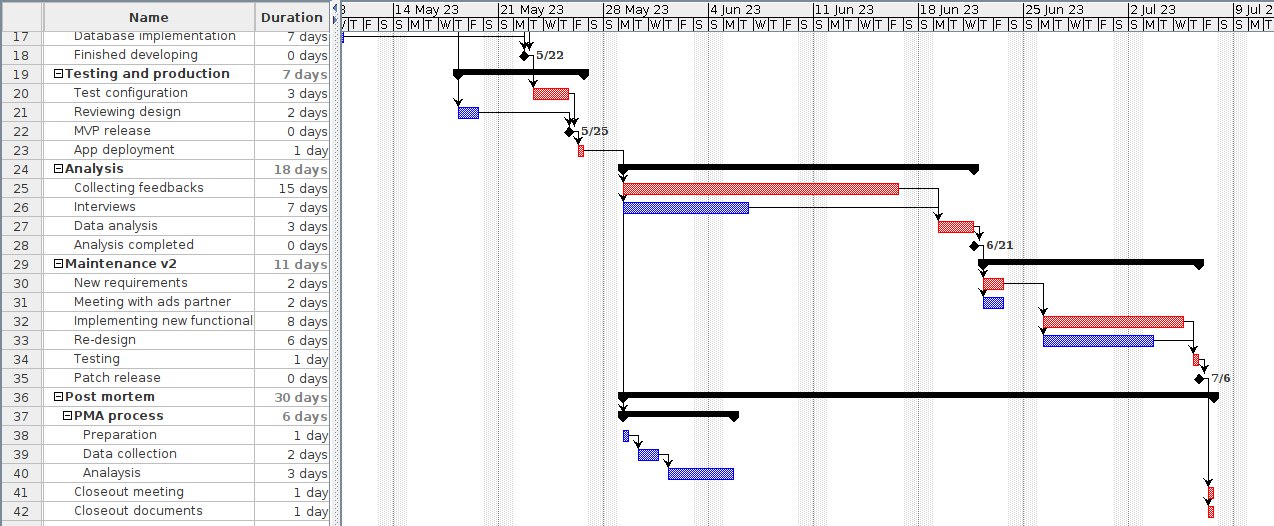 Name Duration
3 14 May 23 21 May 23 28 May 23 4 Jun 23 11 Jun 23 18 Jun 23 25 Jun 23 2 Jul 23 9 Jul 2
T F S S M T W T F S S M T W T F S S M T W T F S S M T W T F S S M T W T F S S M T W T F S S M T W T F S S M T W T F S S M T W T F S S M T
17 Database implementation 7 days
18 Finished developing 0 days 5/22
19 Testing and production 7 days
20 Test configuration 3 days
21 Reviewing design 2 days
22 MVP release 0 days 5/25
23 App deployment 1 day
24 Analysis 18 days
25 Collecting feedbacks 15 days
26 Interviews 7 days
27 Data analysis 3 days
28 Analysis completed 0 days 6/21
29 Maintenance v2 11 days
30 New requirements 2 days
31 Meeting with ads partner 2 days
32 Implementing new functional 8 days
33 Re-design 6 days
34 Testing 1 day
35 Patch release 0 days 7/6
36 Post mortem 30 days
37 PMA process 6 days
38 Preparation 1 day
39 Data collection 2 days
40 Analaysis 3 days
41 Closeout meeting 1 day
42 Closeout documents 1 day